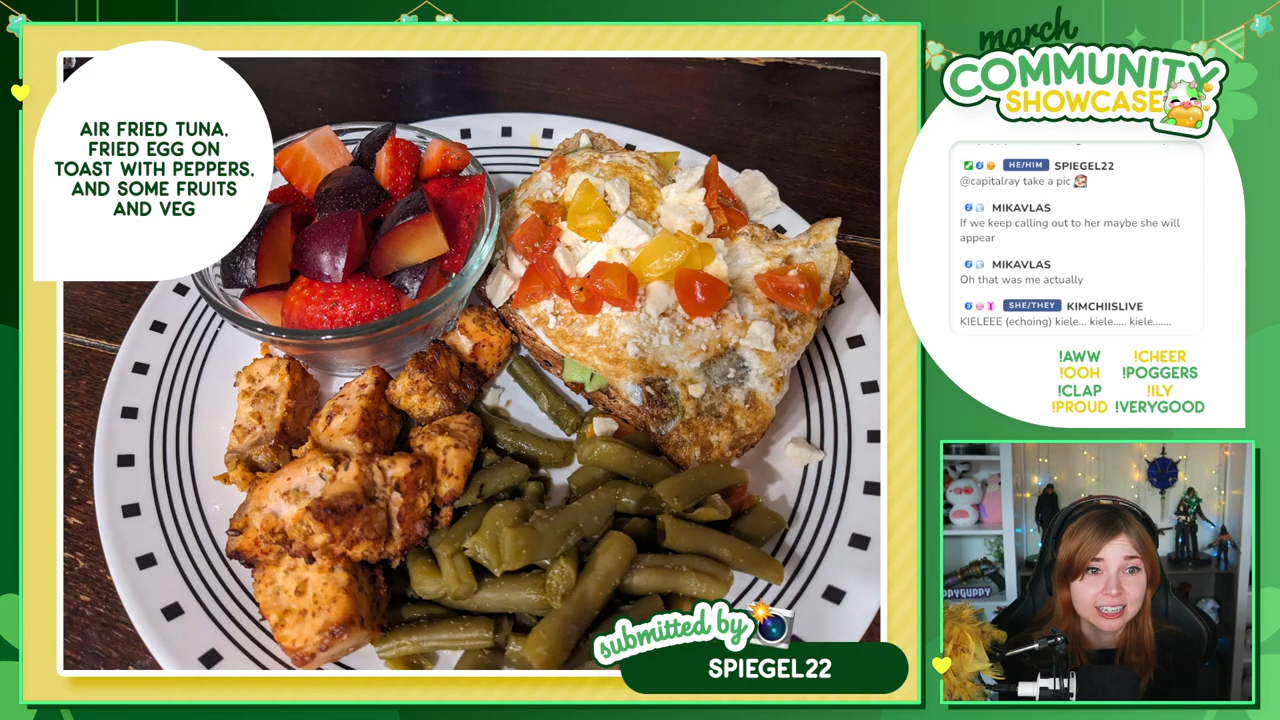 AIR FRIED TUNA,
FRIED EGG ON
TOAST WITH PEPPERS,
AND SOME FRUITS
AND VEG
submitted by
SPIEGEL22
march
COMMUNITY
SHOWCASE
HE/HIM SPIEGEL22
@capitalray take a pic
MIKAVLAS
If we keep calling out to her maybe she will
appear
MIKAVLAS
Oh that was me actually
SHE/THEY KIMCHIISLIVE
KIELEEE (echoing) kiele... kiele..... kiele.......
!AWW !CHEER
!OOH !POGGERS
!CLAP !ILY
!PROUD !VERYGOOD